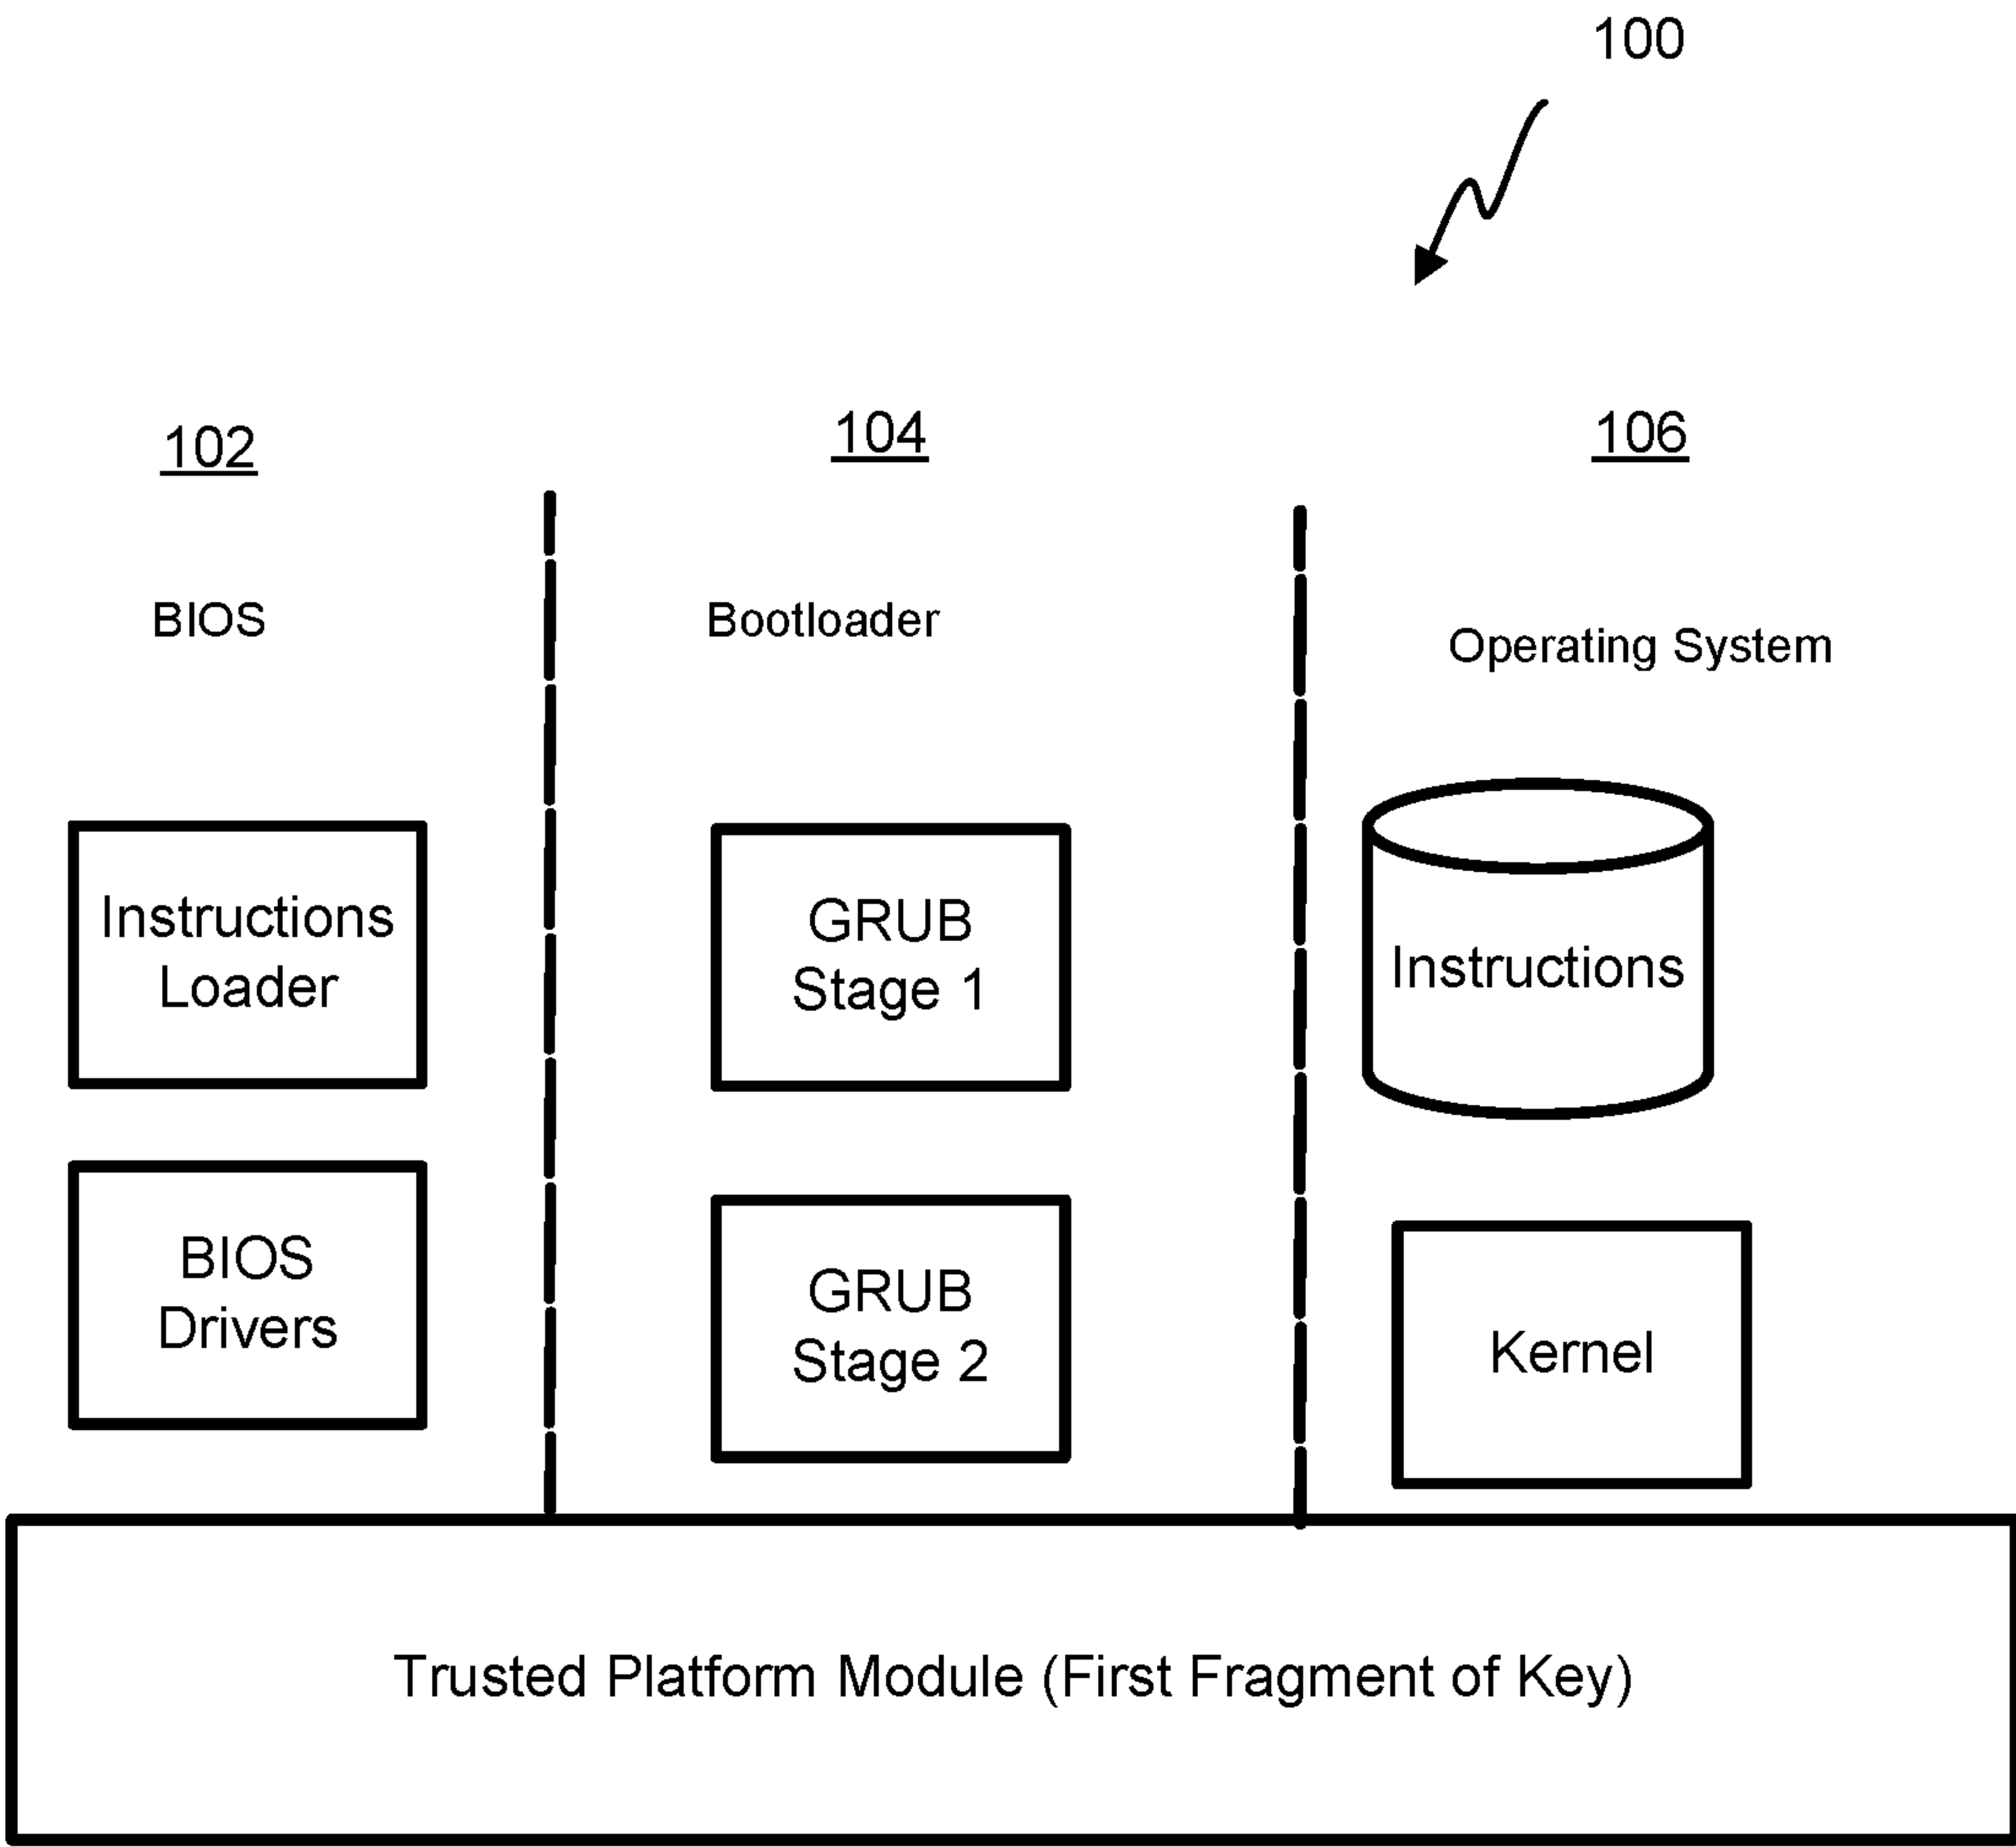 100
102
104
106
BIOS
Bootloader
Operating System
Instructions
Loader
GRUB
Stage 1
Instructions
BIOS
Drivers
GRUB
Stage 2
Kernel
Trusted Platform Module (First Fragment of Key)